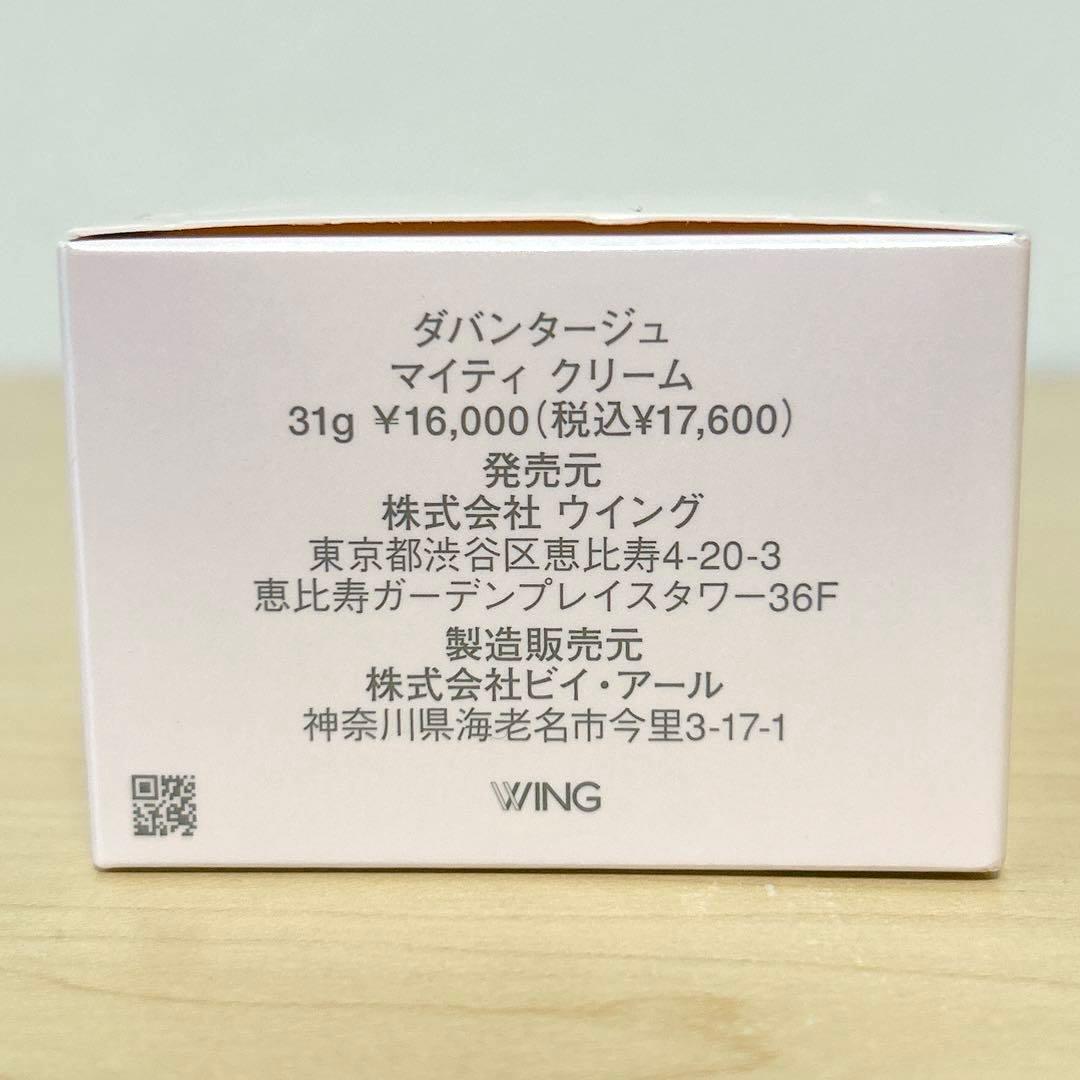 ダバンタージュ
マイティ クリーム
31g ¥16,000(税込¥17,600)
発売元
株式会社 ウイング
東京都渋谷区恵比寿4-20-3
恵比寿ガーデンプレイスタワー36F
製造販売元
株式会社ビイ・アール
神奈川県海老名市今里3-17-1
WING